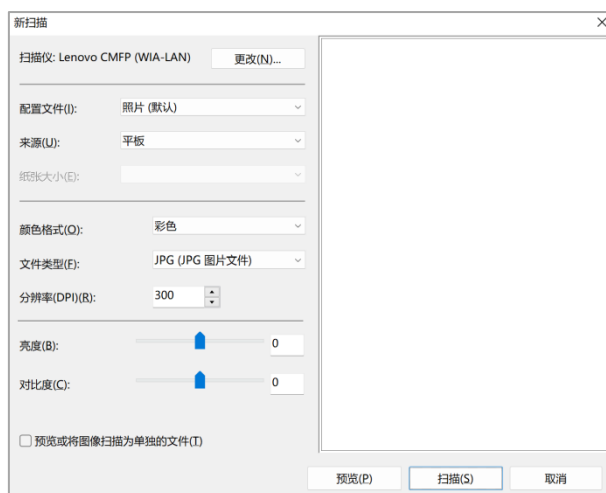 新扫描
扫描仪: Lenovo CMFP (WIA-LAN) 更改(N)...
配置文件(I): 照片 (默认)
来源(U): 平板
纸张大小(E):
颜色格式(O): 彩色
文件类型(F): JPG (JPG 图片文件)
分辨率(DPI)(R): 300
亮度(B): 0
对比度(C): 0
预览或将图像扫描为单独的文件(T)
预览(P) 扫描(S) 取消